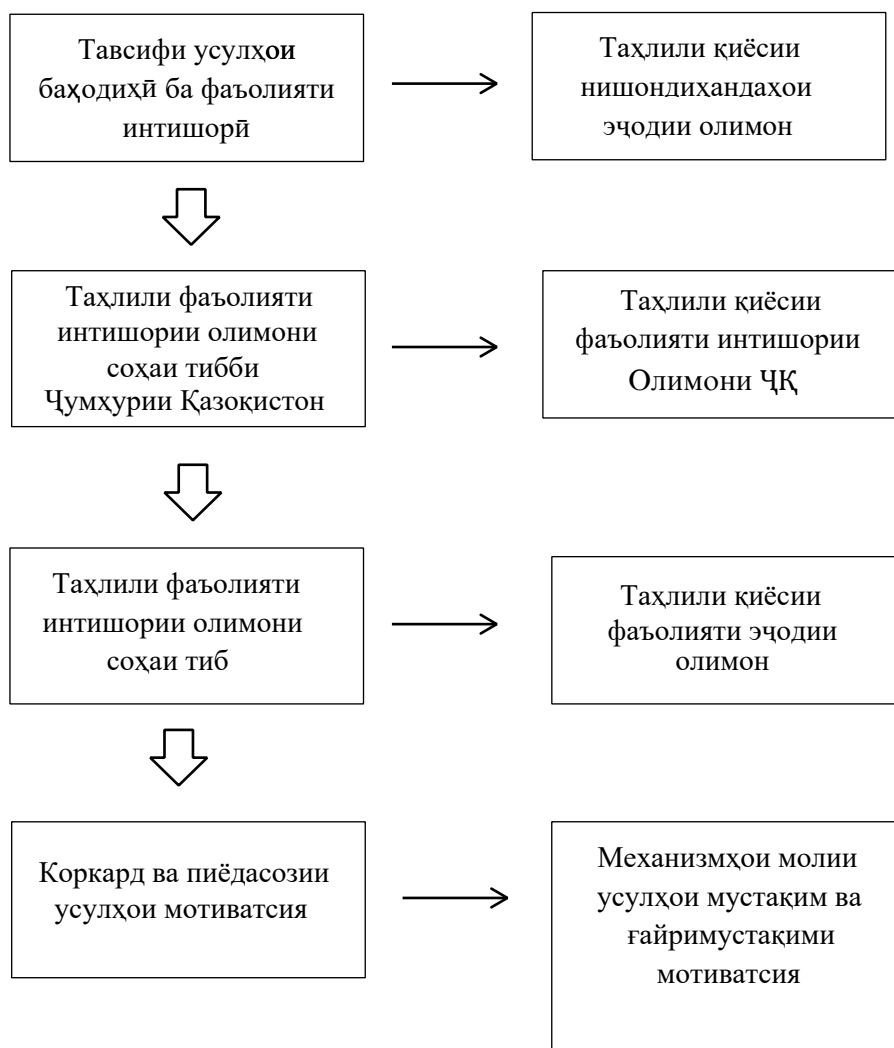 Тавсифи усулҳои
баҳодиҳӣ ба фаъолияти
интишорӣ
Таҳлили қиёсии
нишондиҳандаҳои
эҷодии олимон
Таҳлили фаъолияти
интишории олимони
соҳаи тибби
Ҷумҳурии Қазоқистон
Таҳлили қиёсии
фаъолияти интишории
Олимони ҶҚ
Таҳлили фаъолияти
интишории олимони
соҳаи тиб
Таҳлили қиёсии
фаъолияти эҷодии
олимон
Коркард ва пиёдасозии
усулҳои мотиватсия
Механизмҳои молии
усулҳои мустақим ва
ғайримустақими
мотиватсия